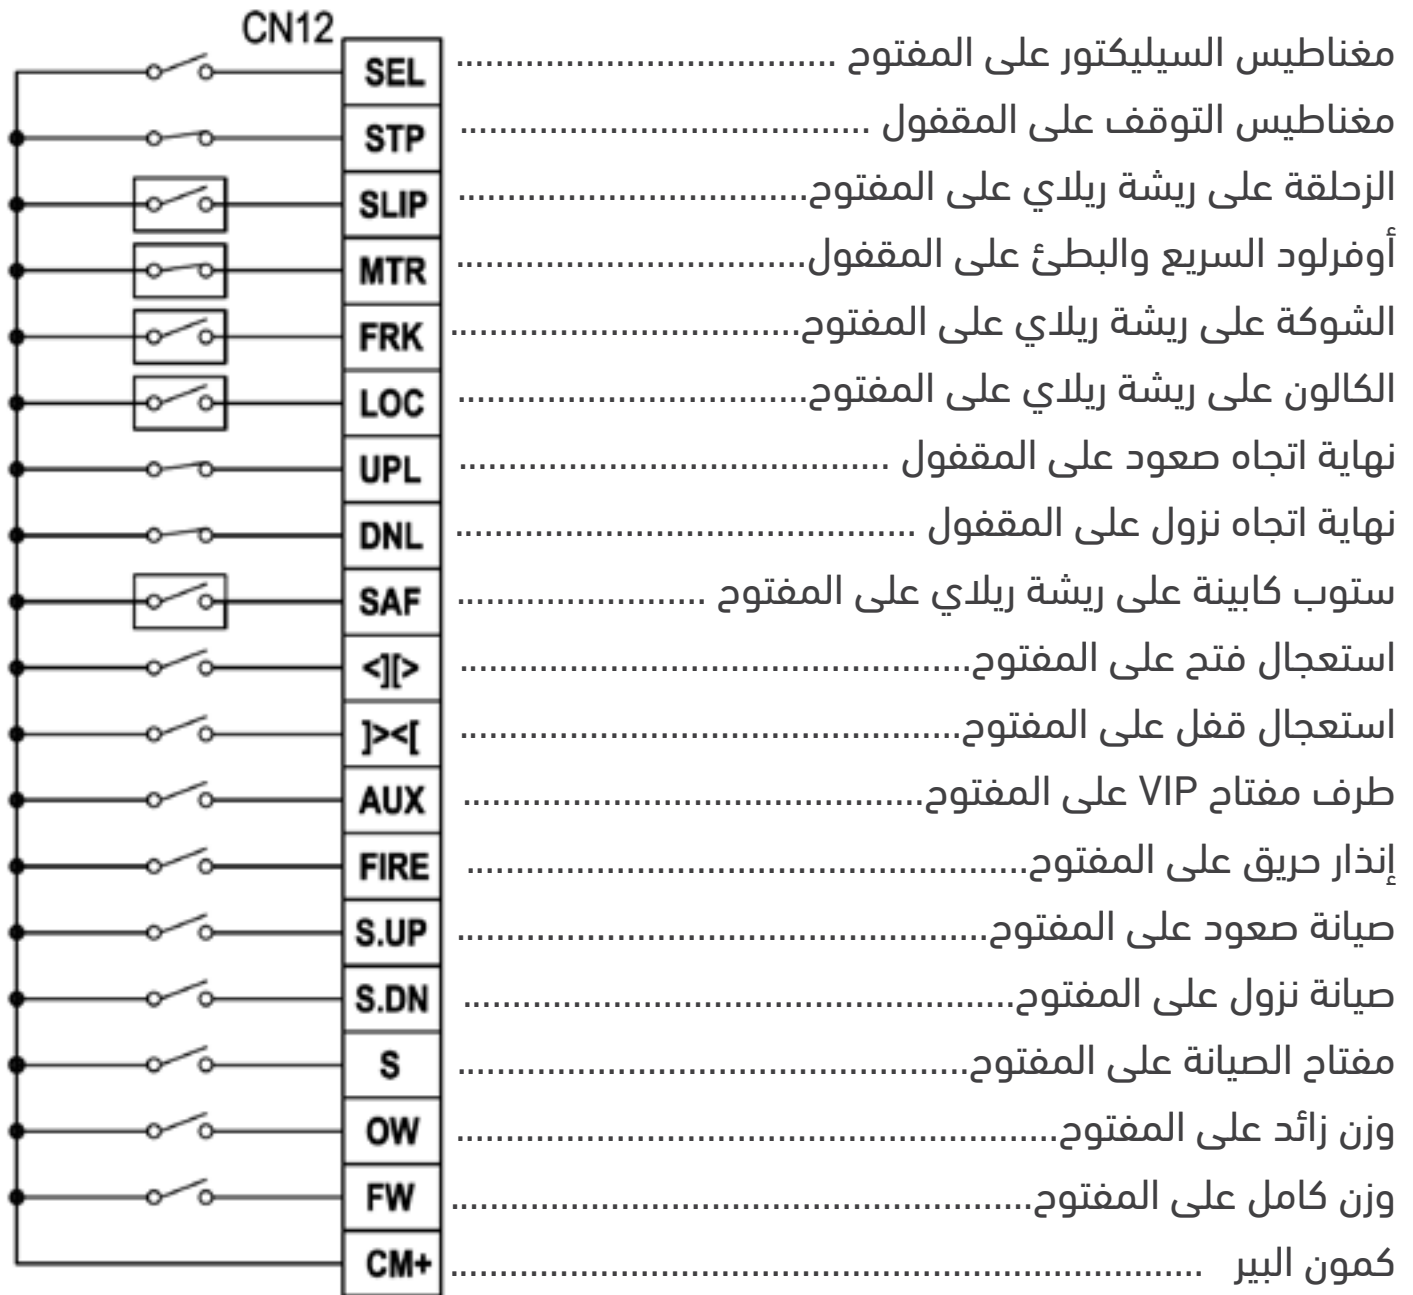 CN12
SEL ...................................... مغناطيس السيليكتور على المفتوح
STP ......................................... مغناطيس التوقف على المقفول
SLIP ...................................الزحلقة على ريشة ريلاي على المفتوح
MTR ...................................أوفرلود السريع والبطئ على المقفول
FRK ...................................الشوكة على ريشة ريلاي على المفتوح
LOC ...................................الكالون على ريشة ريلاي على المفتوح
UPL ........................................... نهاية اتجاه صعود على المقفول
DNL .............................................. نهاية اتجاه نزول على المقفول
SAF ......................... ستوب كابينة على ريشة ريلاي على المفتوح
<][> ...................................................استعجال فتح على المفتوح
]><[ ..................................................استعجال قفل على المفتوح
AUX ..............................................طرف مفتاح VIP على المفتوح
FIRE ........................................................إنذار حريق على المفتوح
S.UP .....................................................صيانة صعود على المفتوح
S.DN .......................................................صيانة نزول على المفتوح
S ...................................................مفتاح الصيانة على المفتوح
OW ............................................................وزن زائد على المفتوح
FW ..........................................................وزن كامل على المفتوح
CM+ ........................................................................... كمون البير